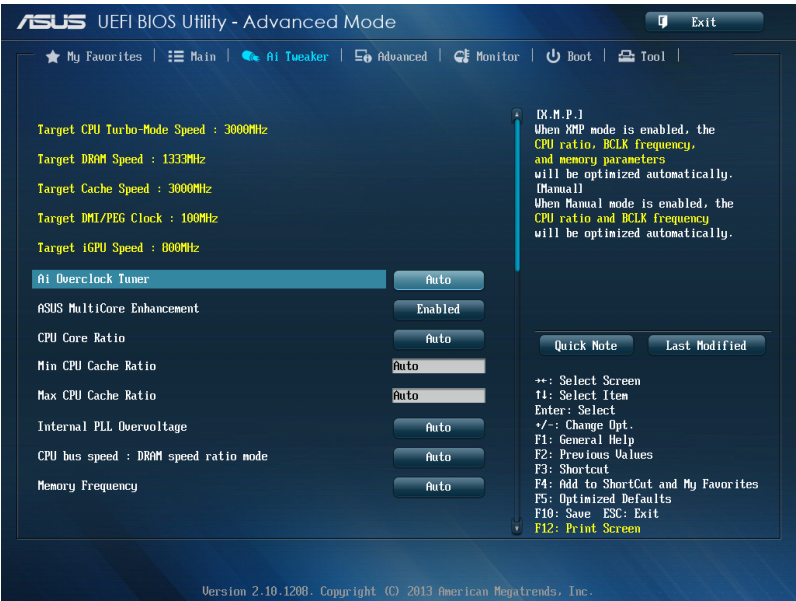 ASUS UEFI BIOS Utility - Advanced Mode
Exit
My Favorites | Main | Ai Tweaker | Advanced | Monitor | Boot | Tool |
Target CPU Turbo-Mode Speed : 3000MHz
Target DRAM Speed : 1333MHz
Target Cache Speed : 3000MHz
Target DMI/PEG Clock : 100MHz
Target iGPU Speed : 800MHz
Ai Overclock Tuner Auto
ASUS MultiCore Enhancement Enabled
CPU Core Ratio Auto
Min CPU Cache Ratio Auto
Max CPU Cache Ratio Auto
Internal PLL Overvoltage Auto
CPU bus speed : DRAM speed ratio mode Auto
Memory Frequency Auto
[X.M.P.]
When XMP mode is enabled, the
CPU ratio, BCLK frequency,
and memory parameters
will be optimized automatically.
[Manual]
When Manual mode is enabled, the
CPU ratio and BCLK frequency
will be optimized automatically.
Quick Note
Last Modified
→←: Select Screen
↑↓: Select Item
Enter: Select
+/-: Change Opt.
F1: General Help
F2: Previous Values
F3: Shortcut
F4: Add to ShortCut and My Favorites
F5: Optimized Defaults
F10: Save ESC: Exit
F12: Print Screen
Version 2.10.1208. Copyright (C) 2013 American Megatrends, Inc.